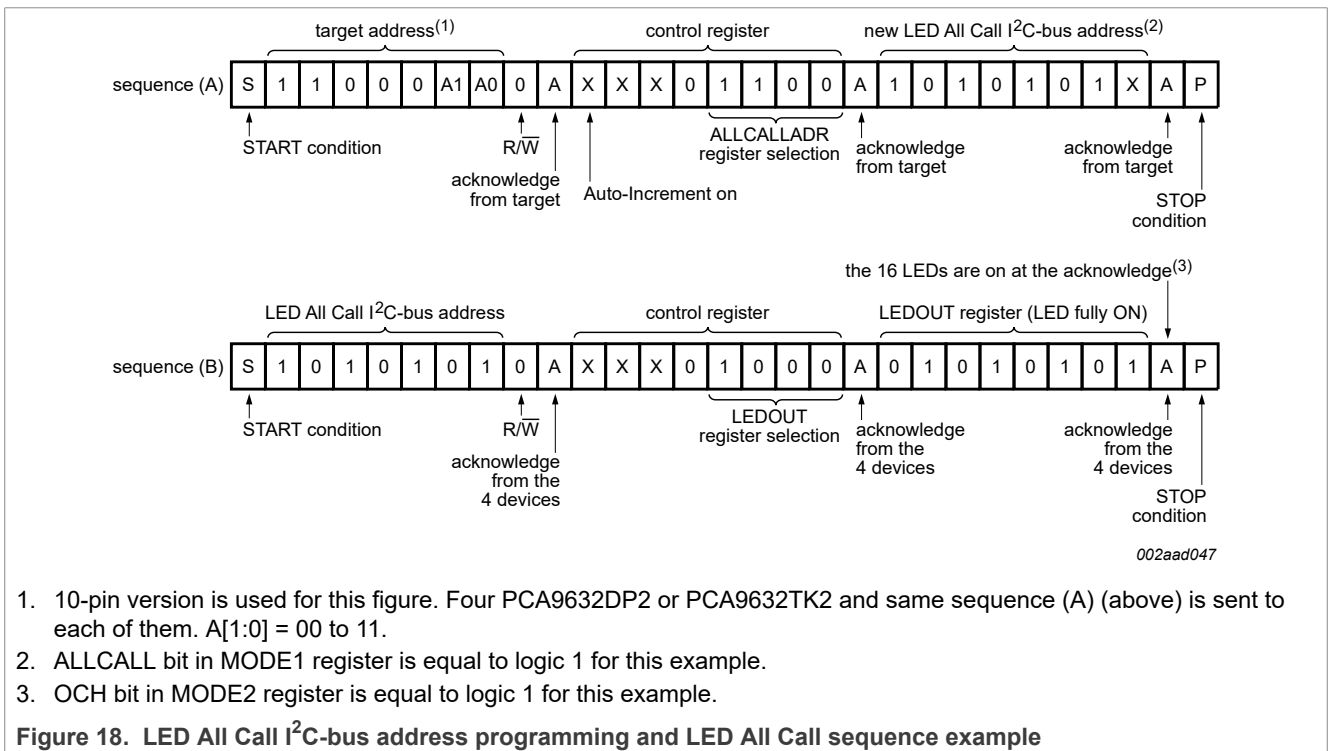 target address(1) control register new LED All Call I2C-bus address(2)
sequence (A) S 1 1 0 0 0 A1 A0 0 A X X X 0 1 1 0 0 A 1 0 1 0 1 0 1 X A P
START condition R/W ALLCALLADR acknowledge acknowledge
register selection from target from target
acknowledge Auto-Increment on STOP
from target condition
the 16 LEDs are on at the acknowledge(3)
LED All Call I2C-bus address control register LEDOUT register (LED fully ON)
sequence (B) S 1 0 1 0 1 0 1 0 A X X X 0 1 0 0 0 A 0 1 0 1 0 1 0 1 A P
START condition R/W LEDOUT acknowledge acknowledge
register selection from the from the
acknowledge 4 devices 4 devices
from the STOP
4 devices condition
002aad047
1. 10-pin version is used for this figure. Four PCA9632DP2 or PCA9632TK2 and same sequence (A) (above) is sent to
each of them. A[1:0] = 00 to 11.
2. ALLCALL bit in MODE1 register is equal to logic 1 for this example.
3. OCH bit in MODE2 register is equal to logic 1 for this example.
Figure 18. LED All Call I2C-bus address programming and LED All Call sequence example